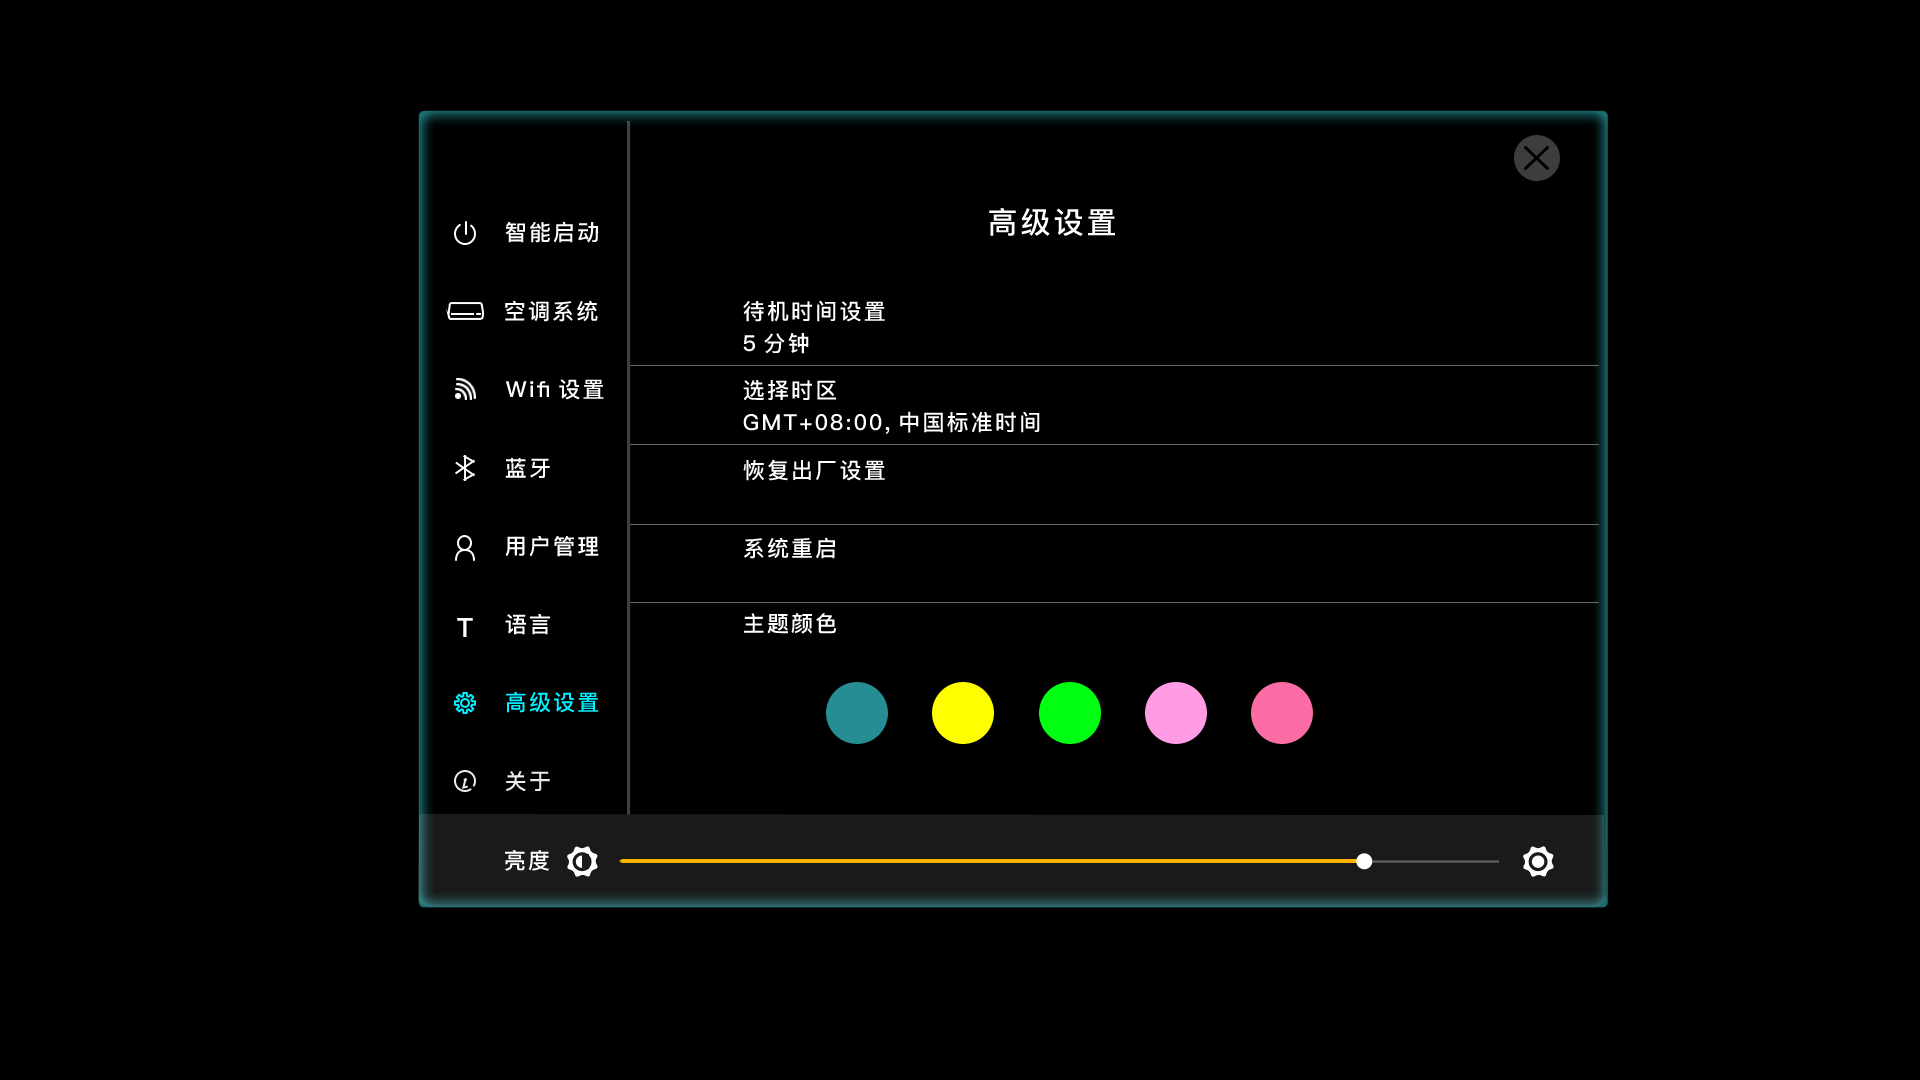 智能启动
空调系统
Wifi 设置
蓝牙
用户管理
T 语言
高级设置
关于
高级设置
待机时间设置
5 分钟
选择时区
GMT+08:00, 中国标准时间
恢复出厂设置
系统重启
主题颜色
亮度